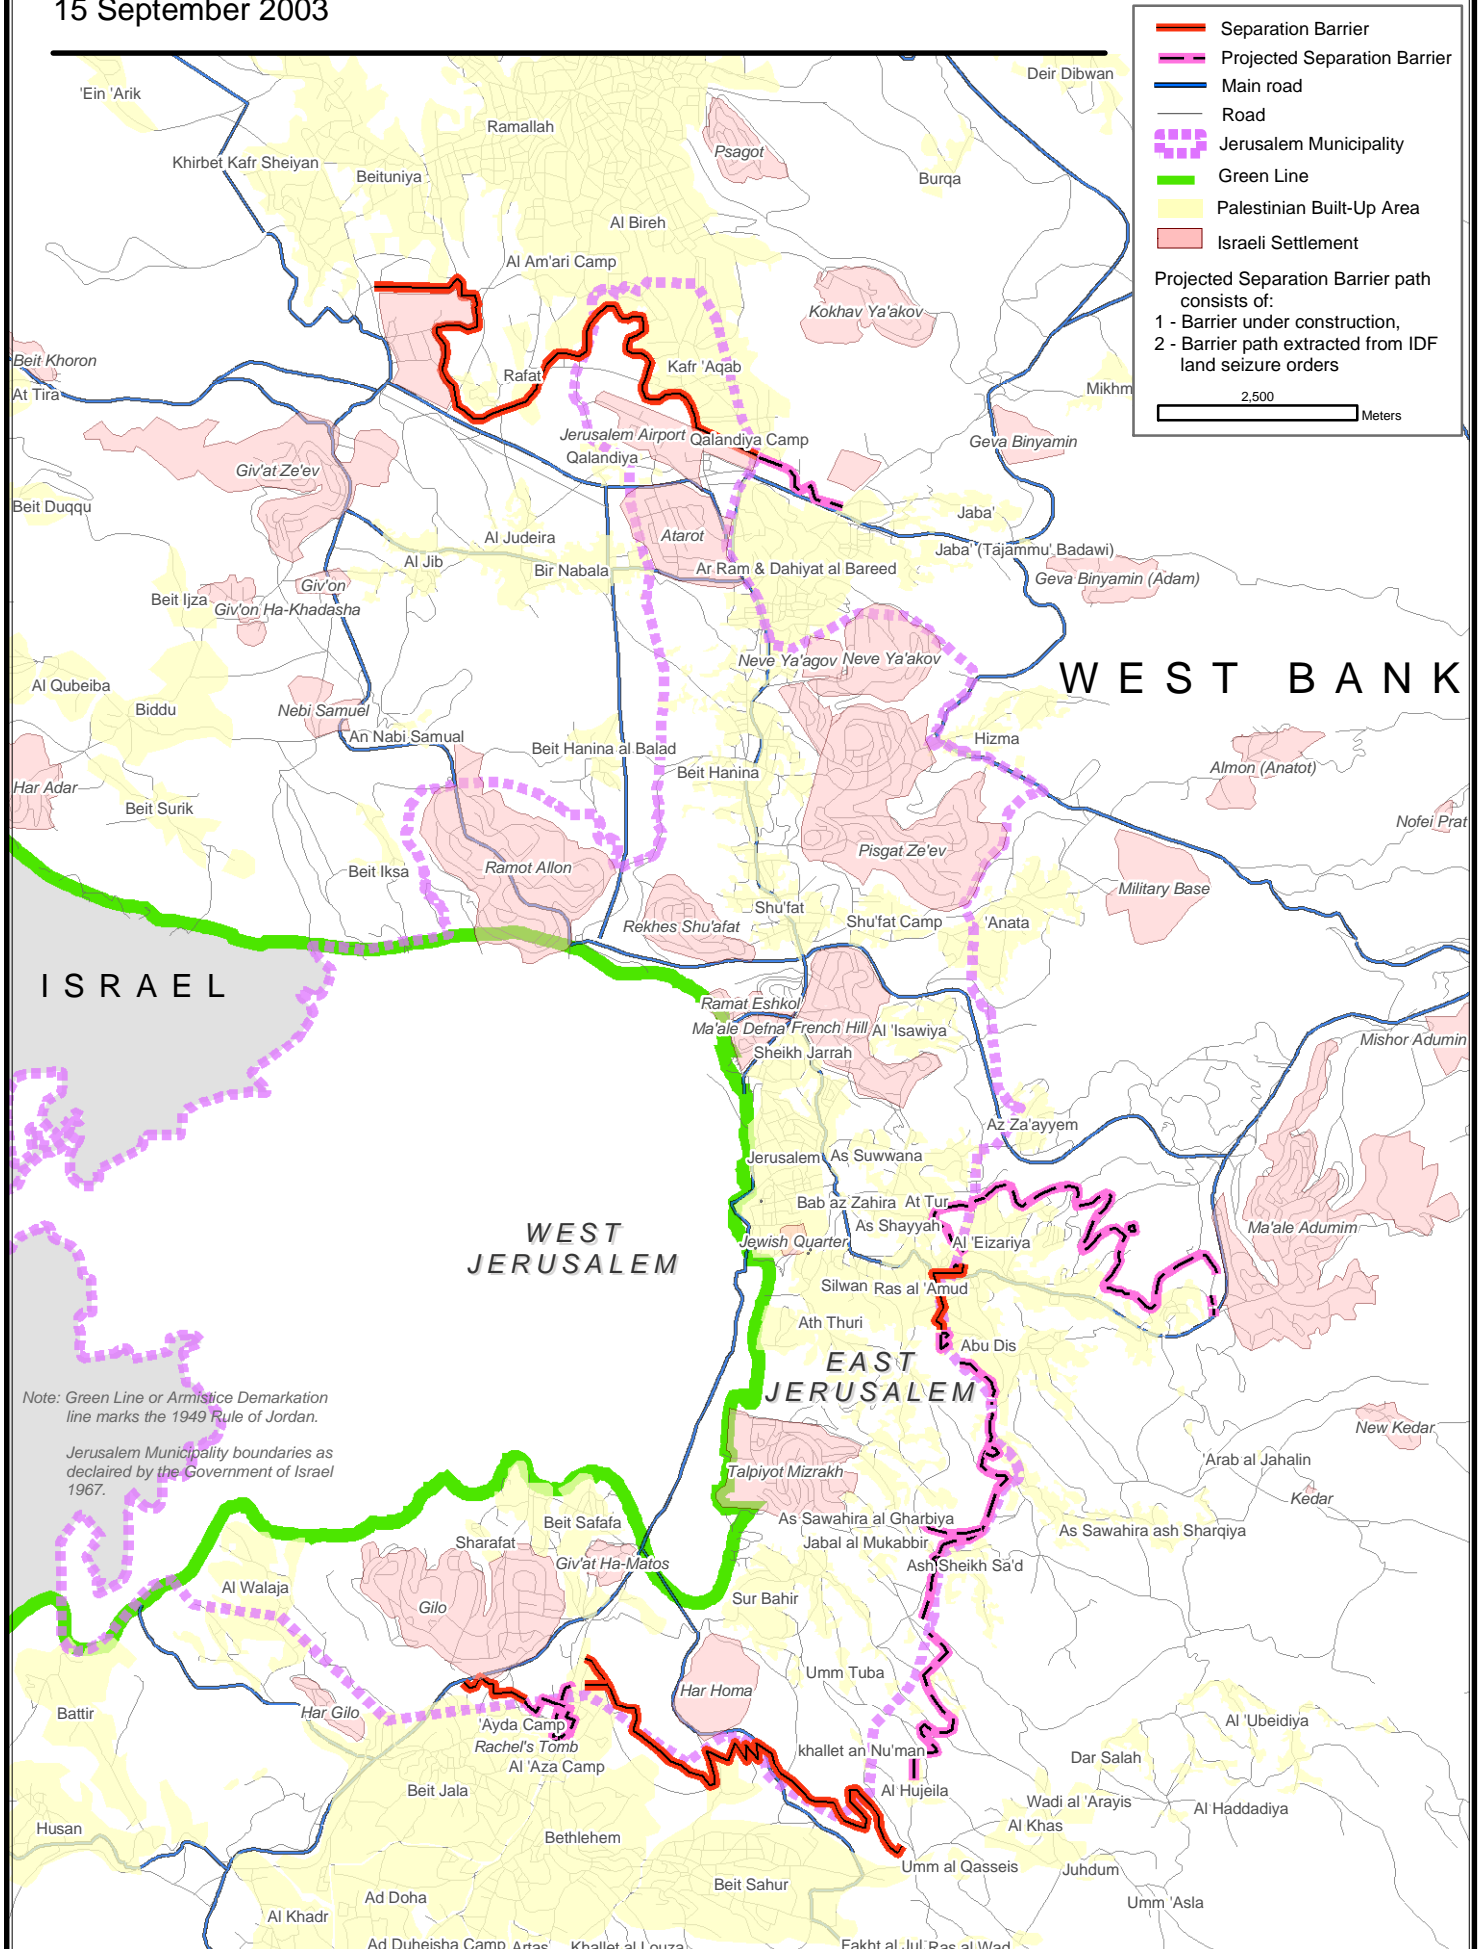 15 September 2003
Separation Barrier
Projected Separation Barrier
Main road
Road
Jerusalem Municipality
Green Line
Palestinian Built-Up Area
Israeli Settlement
Projected Separation Barrier path
consists of:
1 - Barrier under construction,
2 - Barrier path extracted from IDF
land seizure orders
2,500
Meters
Deir Dibwan
'Ein 'Arik
Ramallah
Psagot
Khirbet Kafr Sheiyan
Beituniya
Burqa
Al Bireh
Al Am'ari Camp
Kokhav Ya'akov
Beit Khoron
Rafat
Kafr 'Aqab
At Tira
Mikhm
Jerusalem Airport
Qalandiya Camp
Geva Binyamin
Qalandiya
Giv'at Ze'ev
Beit Duqqu
Jaba'
Al Judeira
Atarot
Jaba' (Tajammu' Badawi)
Al Jib
Bir Nabala
Ar Ram & Dahiyat al Bareed
Geva Binyamin (Adam)
Giv'on
Beit Ijza
Giv'on Ha-Khadasha
Neve Ya'agov
Neve Ya'akov
WEST BANK
Al Qubeiba
Biddu
Nebi Samuel
An Nabi Samual
Beit Hanina al Balad
Hizma
Beit Hanina
Almon (Anatot)
Har Adar
Beit Surik
Nofei Prat
Pisgat Ze'ev
Beit Iksa
Ramot Allon
Military Base
Shu'fat
Rekhes Shu'afat
Shu'fat Camp
'Anata
ISRAEL
Ramat Eshkol
Ma'ale Defna
French Hill
Al 'Isawiya
Mishor Adumin
Sheikh Jarrah
Az Za'ayyem
Jerusalem
As Suwwana
Bab az Zahira
At Tur
As Shayyah
Ma'ale Adumim
WEST
JERUSALEM
Jewish Quarter
Al 'Eizariya
Silwan
Ras al 'Amud
Ath Thuri
Abu Dis
EAST
JERUSALEM
Note: Green Line or Armistice Demarkation
line marks the 1949 Rule of Jordan.
Jerusalem Municipality boundaries as
declaired by the Government of Israel
1967.
New Kedar
'Arab al Jahalin
Talpiyot Mizrakh
Kedar
As Sawahira al Gharbiya
Beit Safafa
As Sawahira ash Sharqiya
Sharafat
Jabal al Mukabbir
Giv'at Ha-Matos
Ash Sheikh Sa'd
Al Walaja
Sur Bahir
Gilo
Umm Tuba
Har Homa
Battir
Har Gilo
'Ayda Camp
Al 'Ubeidiya
Rachel's Tomb
khallet an Nu'man
Dar Salah
Al 'Aza Camp
Beit Jala
Al Hujeila
Wadi al 'Arayis
Al Haddadiya
Al Khas
Husan
Bethlehem
Umm al Qasseis
Juhdum
Beit Sahur
Ad Doha
Umm 'Asla
Al Khadr
Ad Duheisha Camp
Artas
Khallet al Louza
Fakht al Jul
Ras al Wad